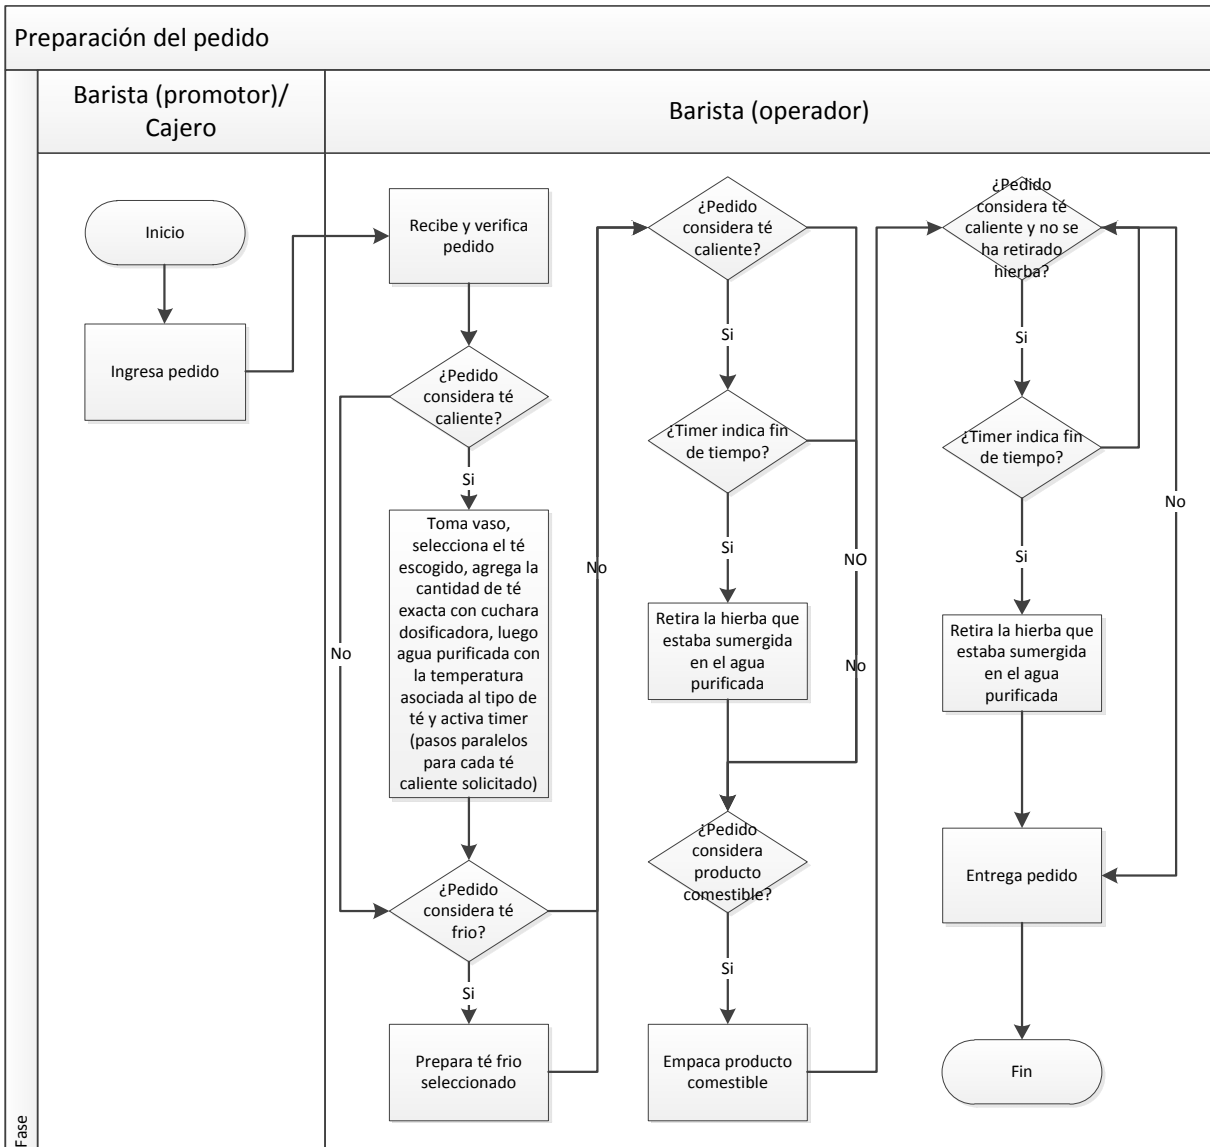 Preparación del pedido
Barista (promotor)/
Cajero
Barista (operador)
Fase
Inicio
Ingresa pedido
Recibe y verifica
pedido
¿Pedido
considera té
caliente?
No
Si
Toma vaso,
selecciona el té
escogido, agrega la
cantidad de té
exacta con cuchara
dosificadora, luego
agua purificada con
la temperatura
asociada al tipo de
té y activa timer
(pasos paralelos
para cada té
caliente solicitado)
¿Pedido
considera té
frio?
No
Si
Prepara té frio
seleccionado
¿Pedido
considera té
caliente?
Si
NO
¿Timer indica fin
de tiempo?
Si
No
Retira la hierba que
estaba sumergida
en el agua
purificada
¿Pedido
considera
producto
comestible?
Si
Empaca producto
comestible
¿Pedido
considera té
caliente y no se
ha retirado
hierba?
Si
No
¿Timer indica fin
de tiempo?
Si
Retira la hierba que
estaba sumergida
en el agua
purificada
Entrega pedido
Fin